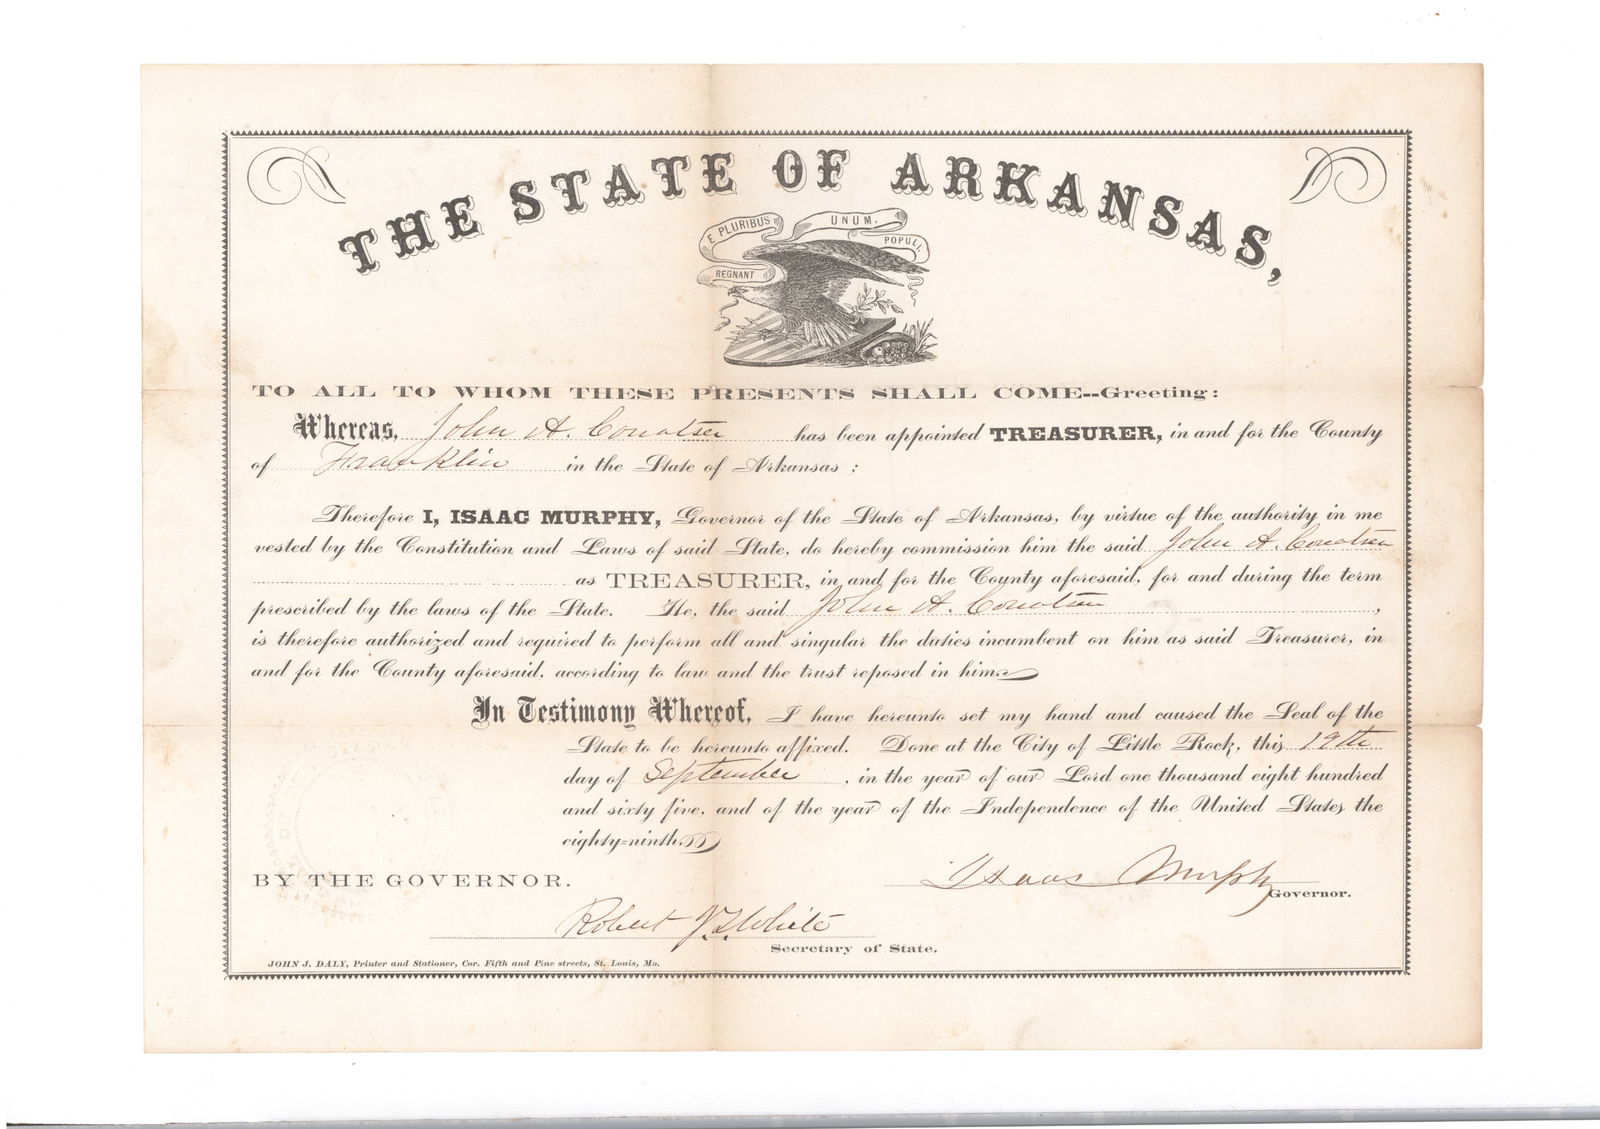 THE STATE OF ARKANSAS,
E PLURIBUS UNUM.
REGNANT POPULI,
TO ALL TO WHOM THESE PRESENTS SHALL COME--Greeting:
Whereas, John A. Couatsen has been appointed TREASURER, in and for the County
of Franklin in the State of Arkansas:
Therefore I, ISAAC MURPHY, Governor of the State of Arkansas, by virtue of the authority in me
vested by the Constitution and Laws of said State, do hereby commission him the said John A.
as TREASURER, in and for the County aforesaid, for and during the term
prescribed by the laws of the State. He, the said John A. ,
is therefore authorized and required to perform all and singular the duties incumbent on him as said Treasurer, in
and for the County aforesaid, according to law and the trust reposed in him.
In Testimony Whereof, I have hereunto set my hand and caused the Seal of the
State to be hereunto affixed. Done at the City of Little Rock, this 19th
day of September, in the year of our Lord one thousand eight hundred
and sixty five, and of the year of the Independence of the United States the
eighty=ninth
BY THE GOVERNOR.
Isaac Murphy
Governor.
Robert J. T. White
Secretary of State.
JOHN J. DALY, Printer and Stationer, Cor. Fifth and Pine streets, St. Louis, Mo.